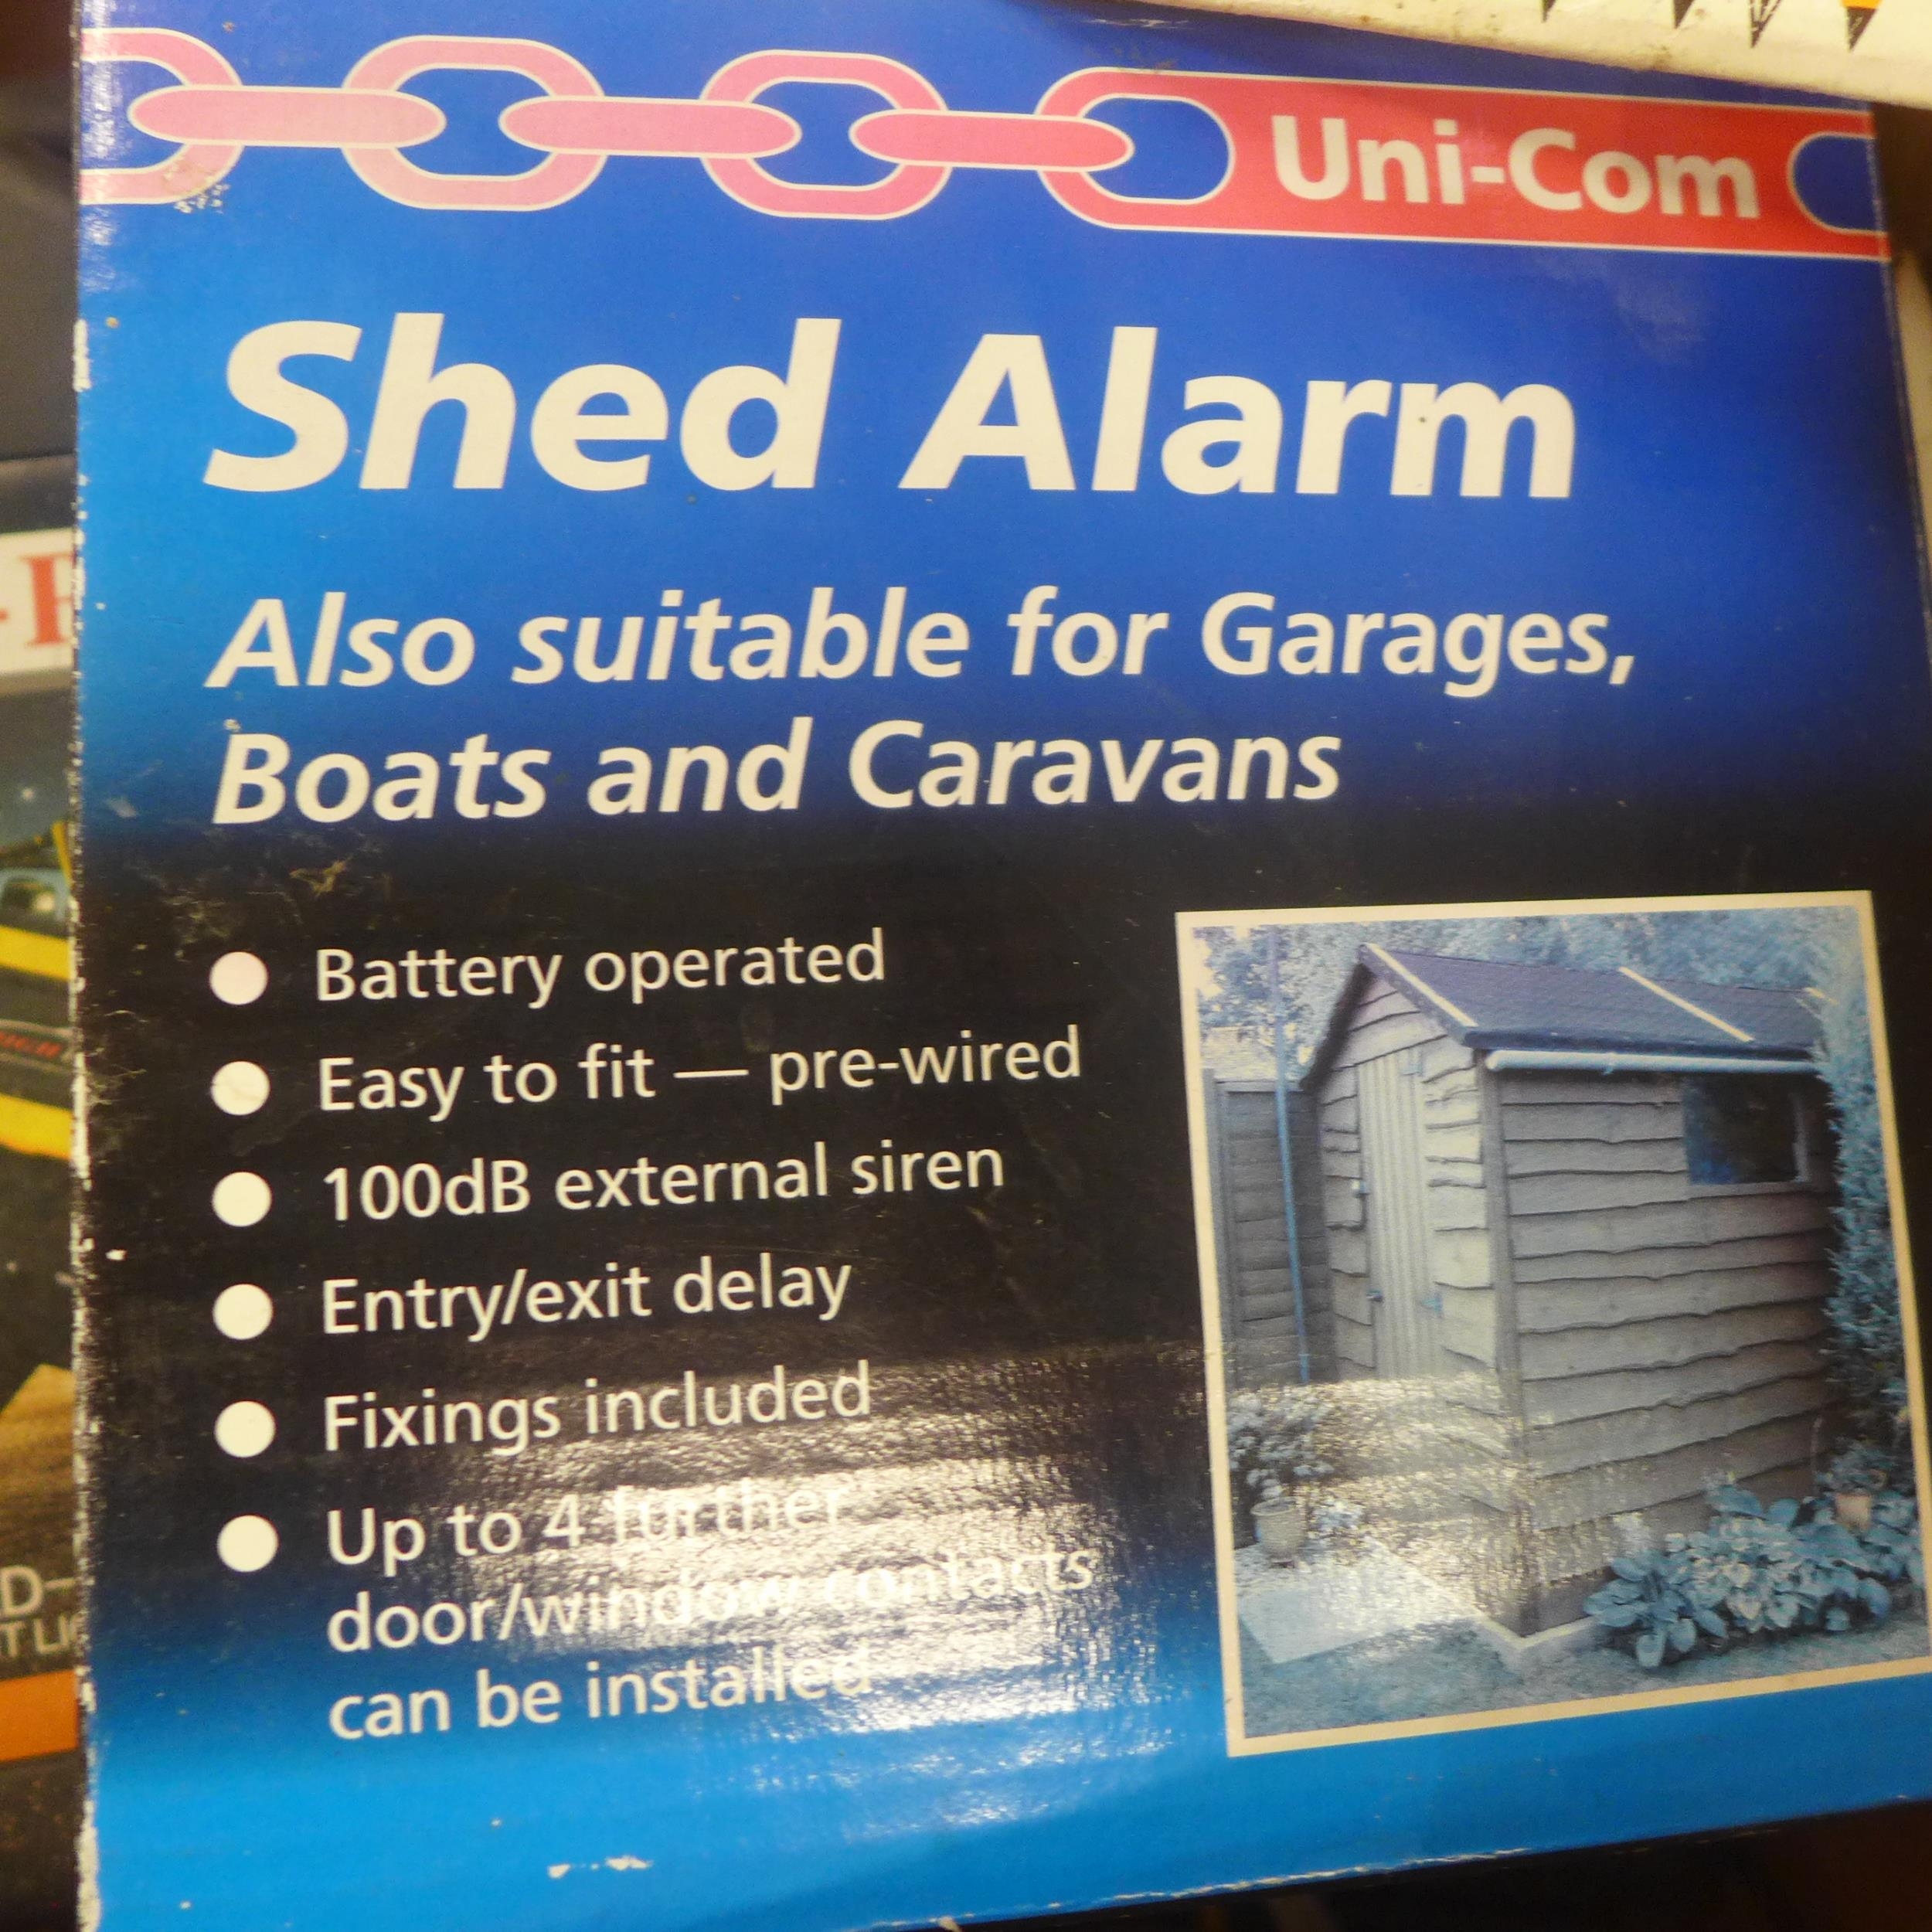 Uni-Com
Shed Alarm
Also suitable for Garages,
Boats and Caravans
Battery operated
Easy to fit — pre-wired
100dB external siren
Entry/exit delay
Fixings included
Up to 4 further
door/window contacts
can be installed